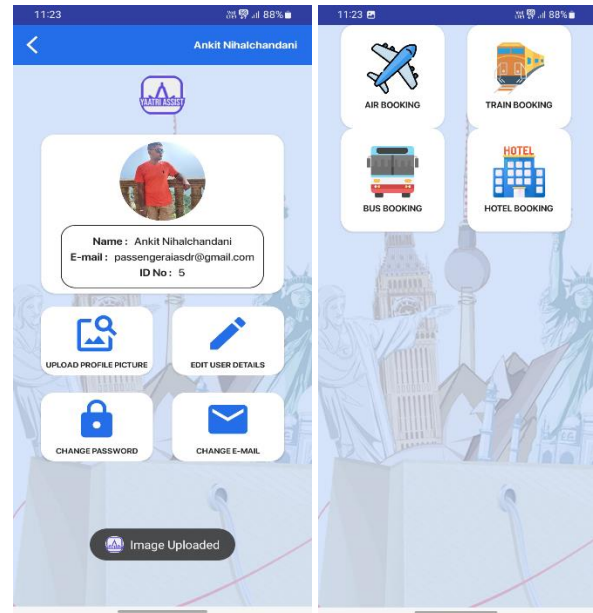 11:23
88%
Ankit Nihalchandani
YAATRI ASSIST
Name : Ankit Nihalchandani
E-mail : passengeraiasdr@gmail.com
ID No : 5
UPLOAD PROFILE PICTURE
EDIT USER DETAILS
CHANGE PASSWORD
CHANGE E-MAIL
Image Uploaded
11:23
88%
AIR BOOKING
TRAIN BOOKING
HOTEL
BUS BOOKING
HOTEL BOOKING